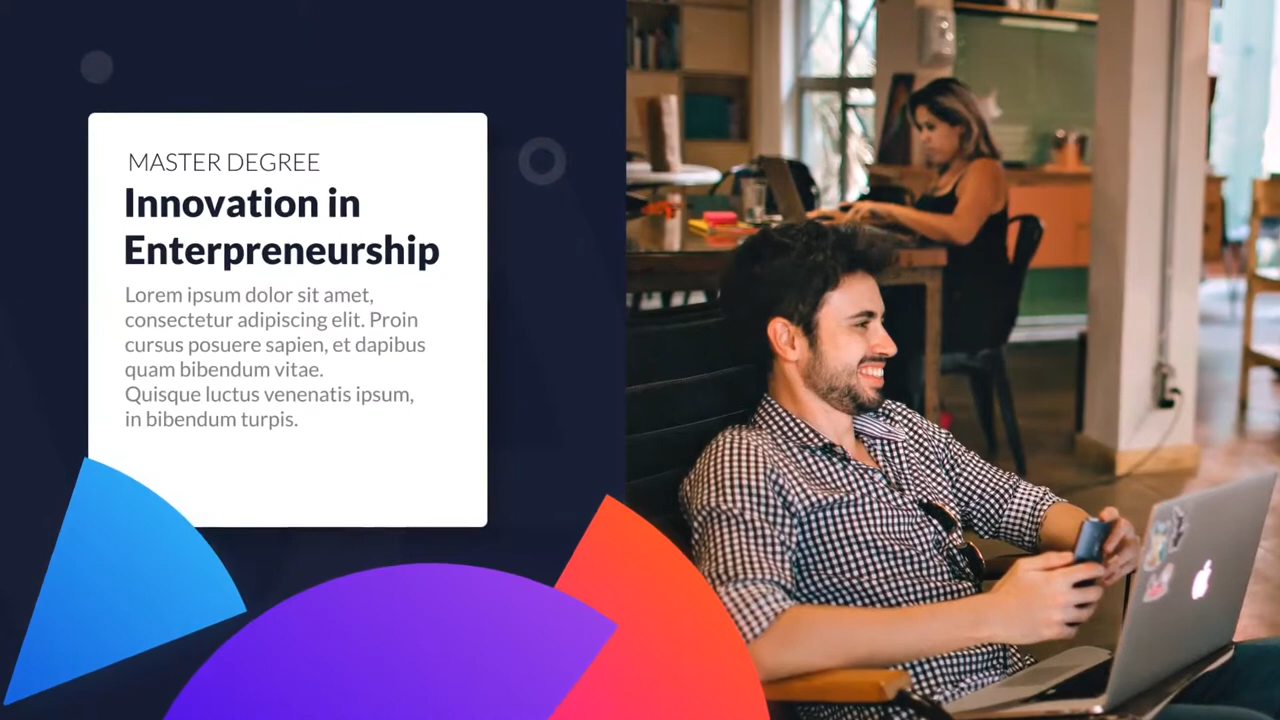 MASTER DEGREE
Innovation in
Enterpreneurship
Lorem ipsum dolor sit amet,
consectetur adipiscing elit. Proin
cursus posuere sapien, et dapibus
quam bibendum vitae.
Quisque luctus venenatis ipsum,
in bibendum turpis.